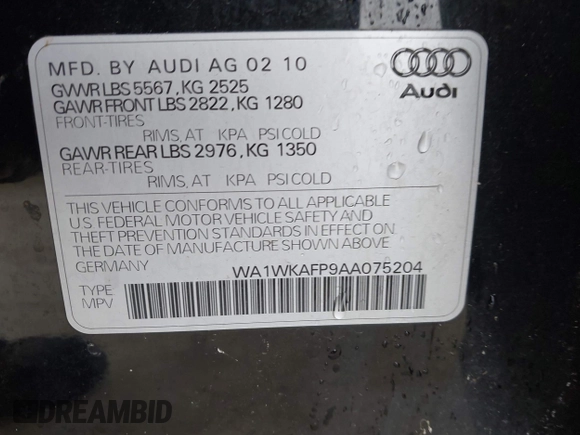 MFD. BY AUDI AG 02 10
GVWR LBS 5567, KG 2525
GAWR FRONT LBS 2822, KG 1280
FRONT-TIRES
RIMS, AT KPA PSI COLD
GAWR REAR LBS 2976, KG 1350
REAR-TIRES
RIMS, AT KPA PSI COLD
Audi
THIS VEHICLE CONFORMS TO ALL APPLICABLE
U.S. FEDERAL MOTOR VEHICLE SAFETY AND
THEFT PREVENTION STANDARDS IN EFFECT ON
THE DATE OF MANUFACTURE SHOWN ABOVE
GERMANY WA1WKAFP9AA075204
TYPE
MPV
DREAMBID